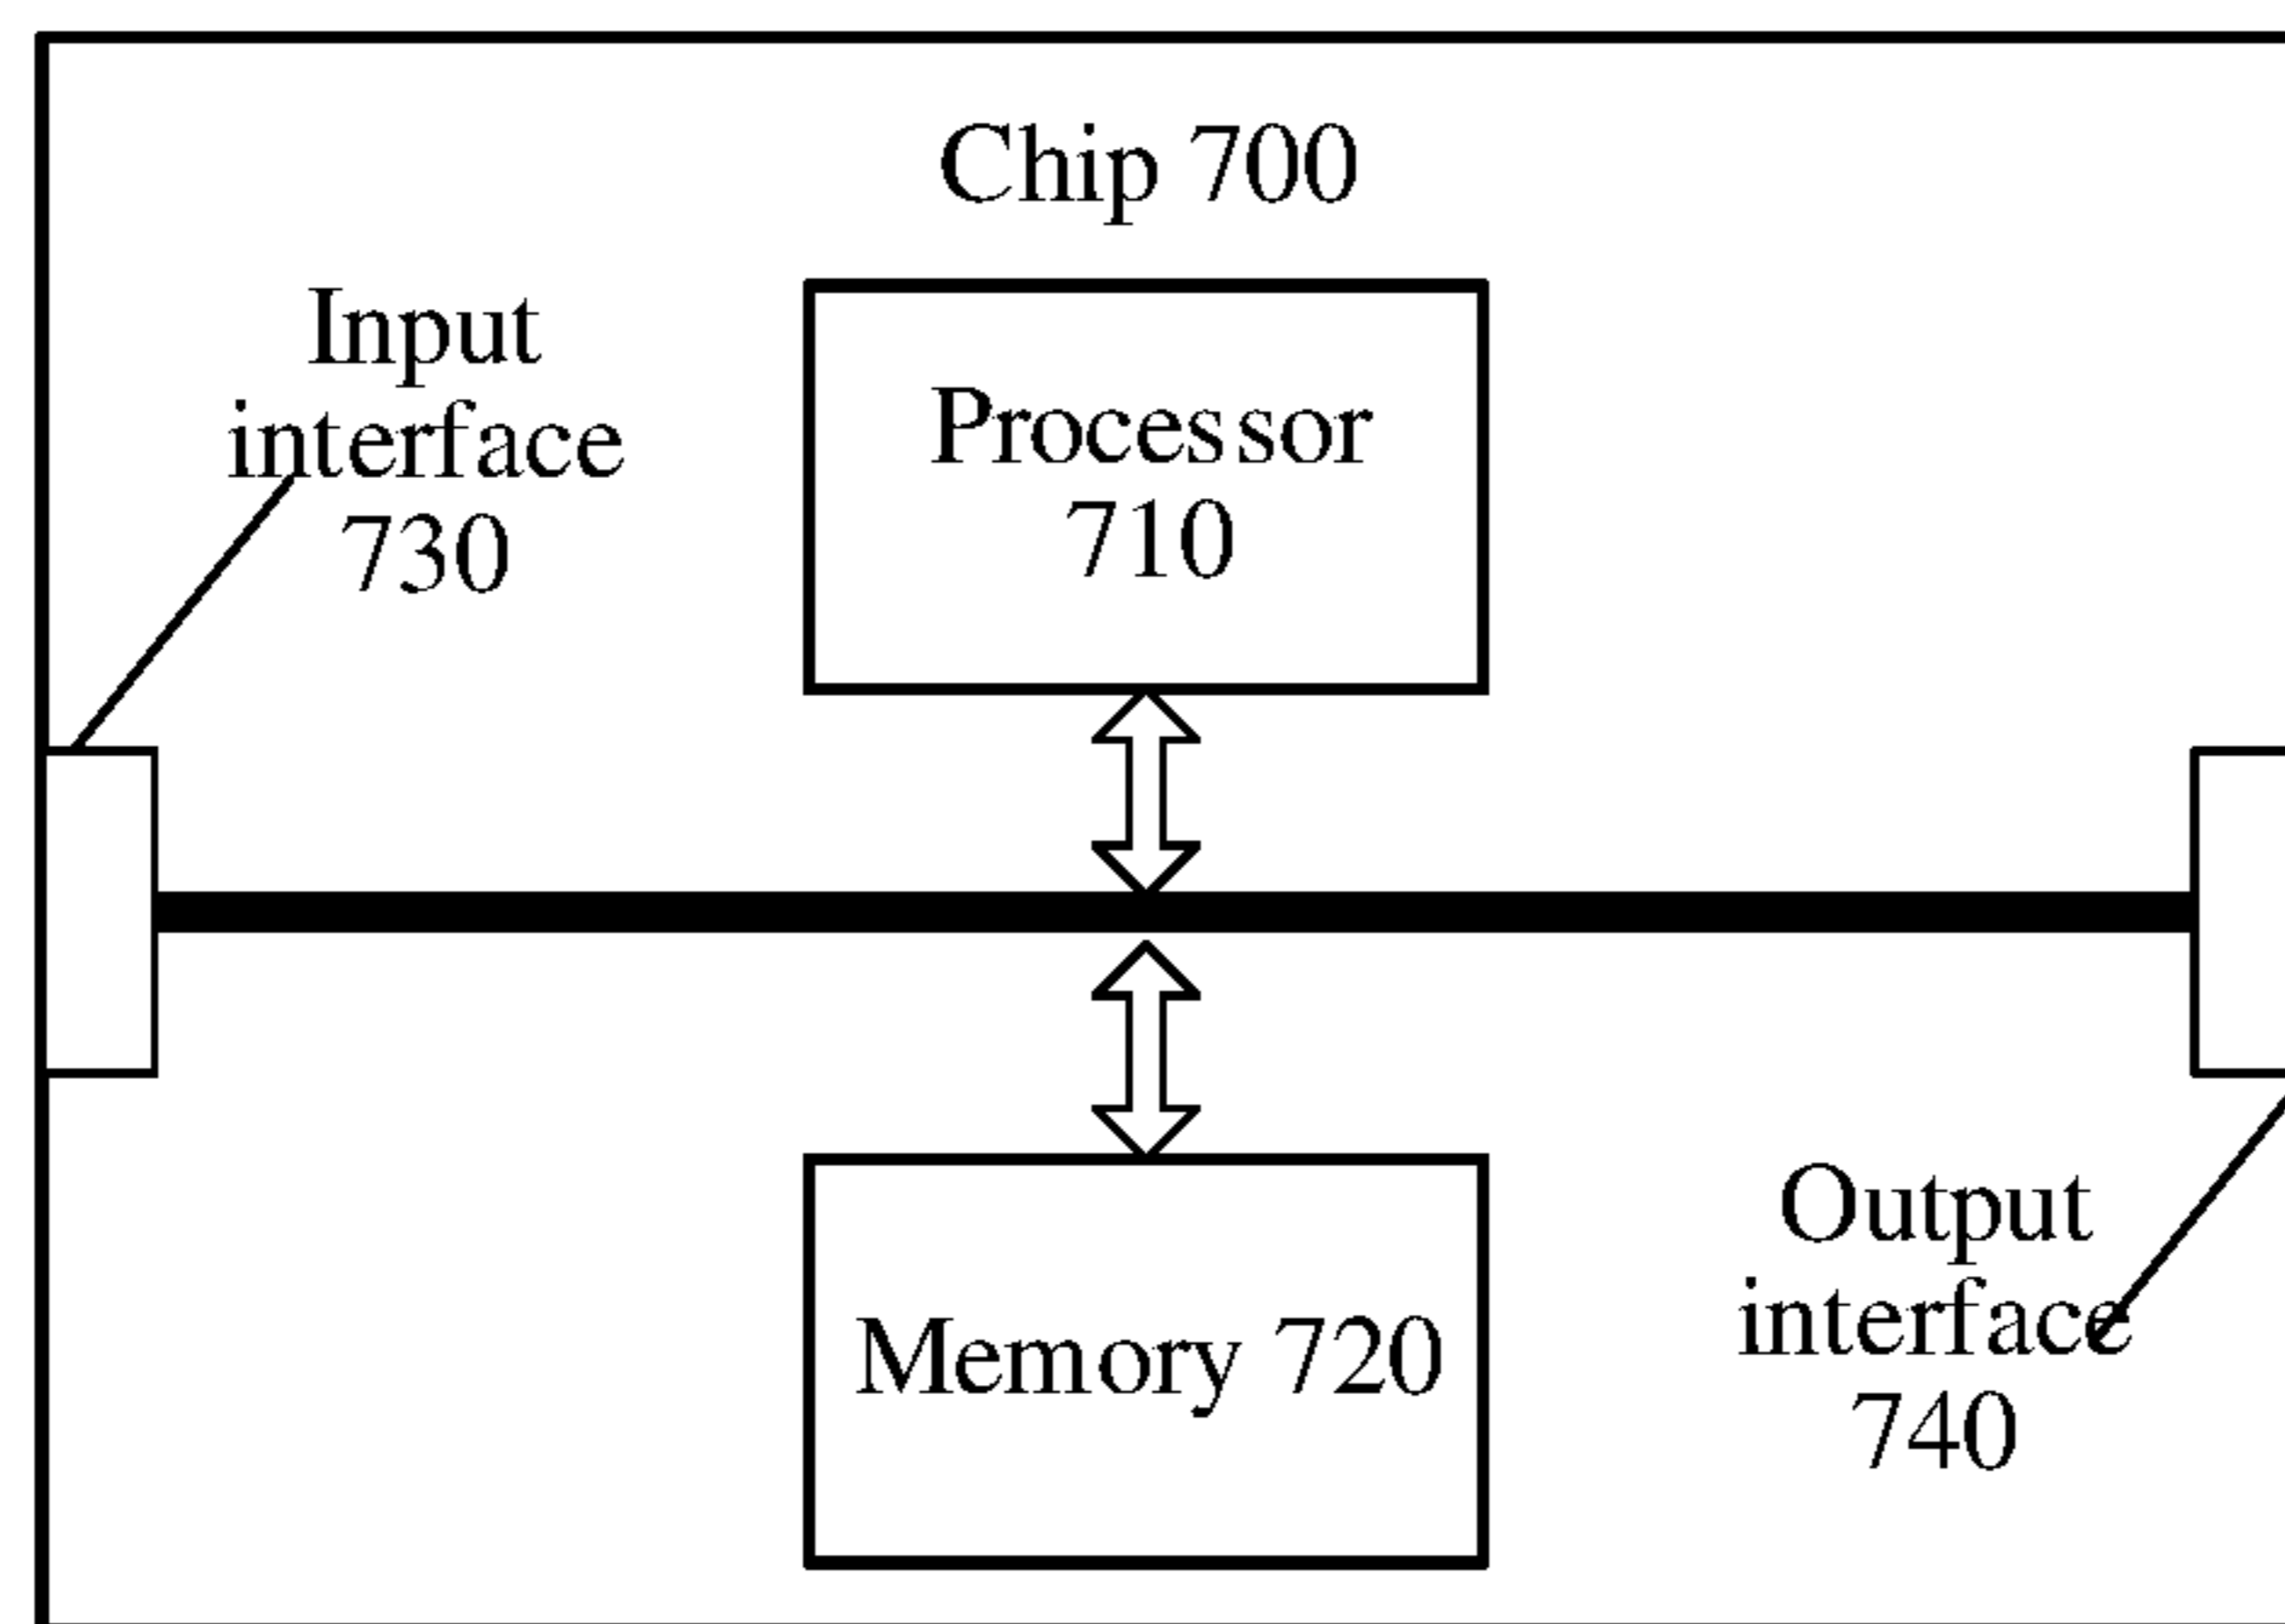 Chip 700
Input
interface
730
Processor
710
Memory 720
Output
interface
740